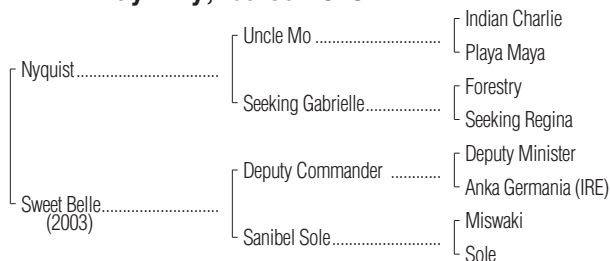 Indian Charlie
Uncle Mo ..................
Playa Maya
Nyquist ..........................
Forestry
Seeking Gabrielle ..................
Seeking Regina
Deputy Minister
Deputy Commander ............
Anka Germania (IRE)
Sweet Belle ........................
(2003)
Miswaki
Sanibel Sole .........................
Sole